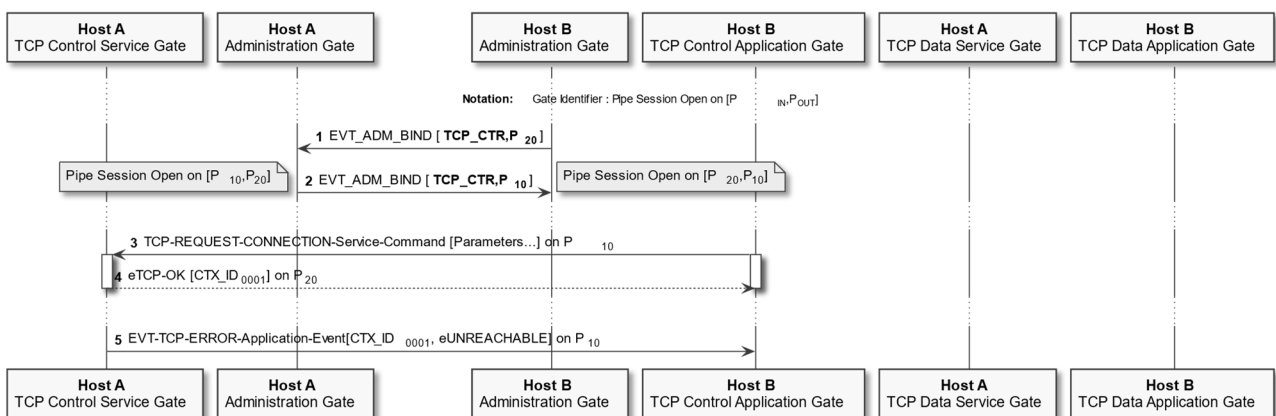 Host A
TCP Control Service Gate
Host A
Administration Gate
Host B
Administration Gate
Host B
TCP Control Application Gate
Host A
TCP Data Service Gate
Host B
TCP Data Application Gate
Notation: Gate Identifier : Pipe Session Open on [P IN,POUT]
1 EVT_ADM_BIND [ TCP_CTR,P 20 ]
Pipe Session Open on [P 10,P20]
2 EVT_ADM_BIND [ TCP_CTR,P 10 ]
Pipe Session Open on [P 20,P10]
3 TCP-REQUEST-CONNECTION-Service-Command [Parameters...] on P 10
4 eTCP-OK [CTX_ID 0001] on P 20
5 EVT-TCP-ERROR-Application-Event[CTX_ID 0001, eUNREACHABLE] on P 10
Host A
TCP Control Service Gate
Host A
Administration Gate
Host B
Administration Gate
Host B
TCP Control Application Gate
Host A
TCP Data Service Gate
Host B
TCP Data Application Gate